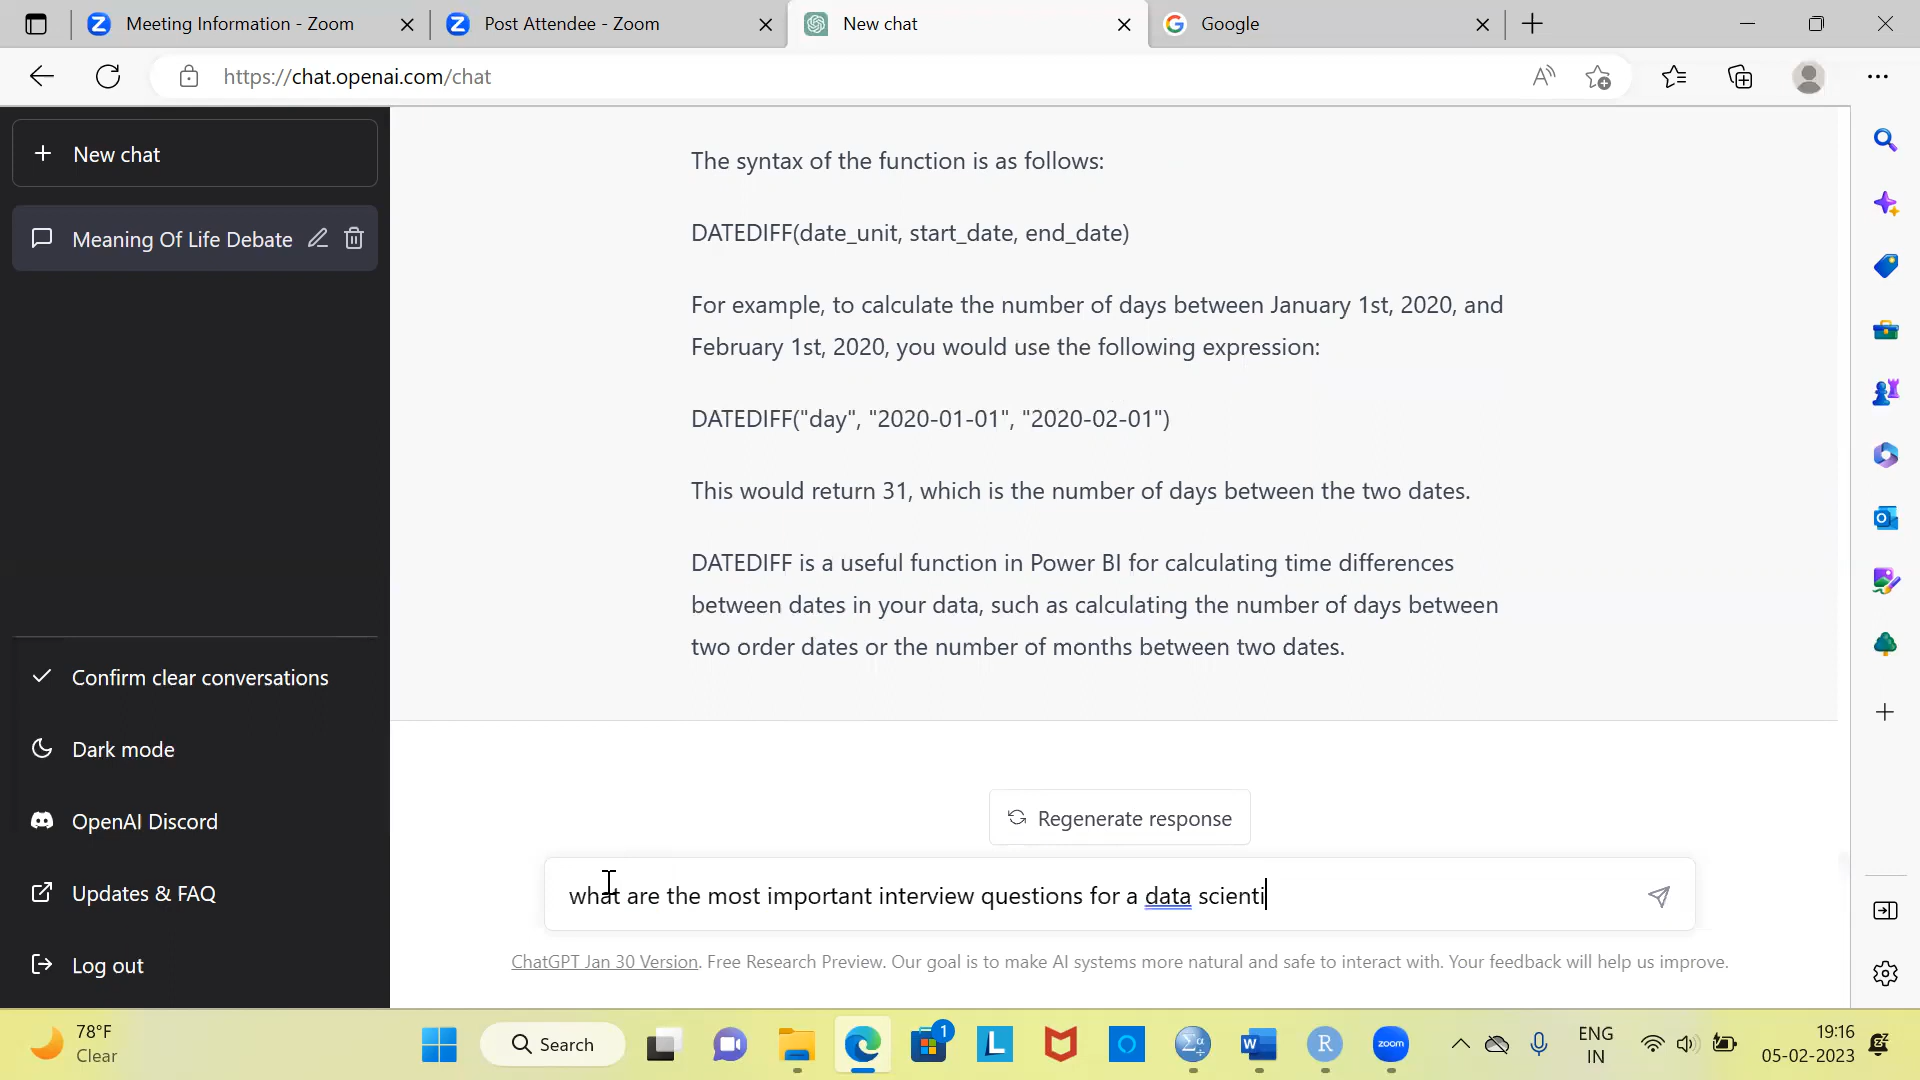 Meeting Information - Zoom
Post Attendee - Zoom
New chat
Google
https://chat.openai.com/chat
New chat
Meaning Of Life Debate
The syntax of the function is as follows:
DATEDIFF(date_unit, start_date, end_date)
For example, to calculate the number of days between January 1st, 2020, and
February 1st, 2020, you would use the following expression:
DATEDIFF("day", "2020-01-01", "2020-02-01")
This would return 31, which is the number of days between the two dates.
DATEDIFF is a useful function in Power BI for calculating time differences
between dates in your data, such as calculating the number of days between
two order dates or the number of months between two dates.
Confirm clear conversations
Dark mode
OpenAI Discord
Updates & FAQ
Log out
Regenerate response
what are the most important interview questions for a data scienti
ChatGPT Jan 30 Version. Free Research Preview. Our goal is to make AI systems more natural and safe to interact with. Your feedback will help us improve.
78°F
Clear
Search
1
zoom
ENG
IN
19:16
05-02-2023